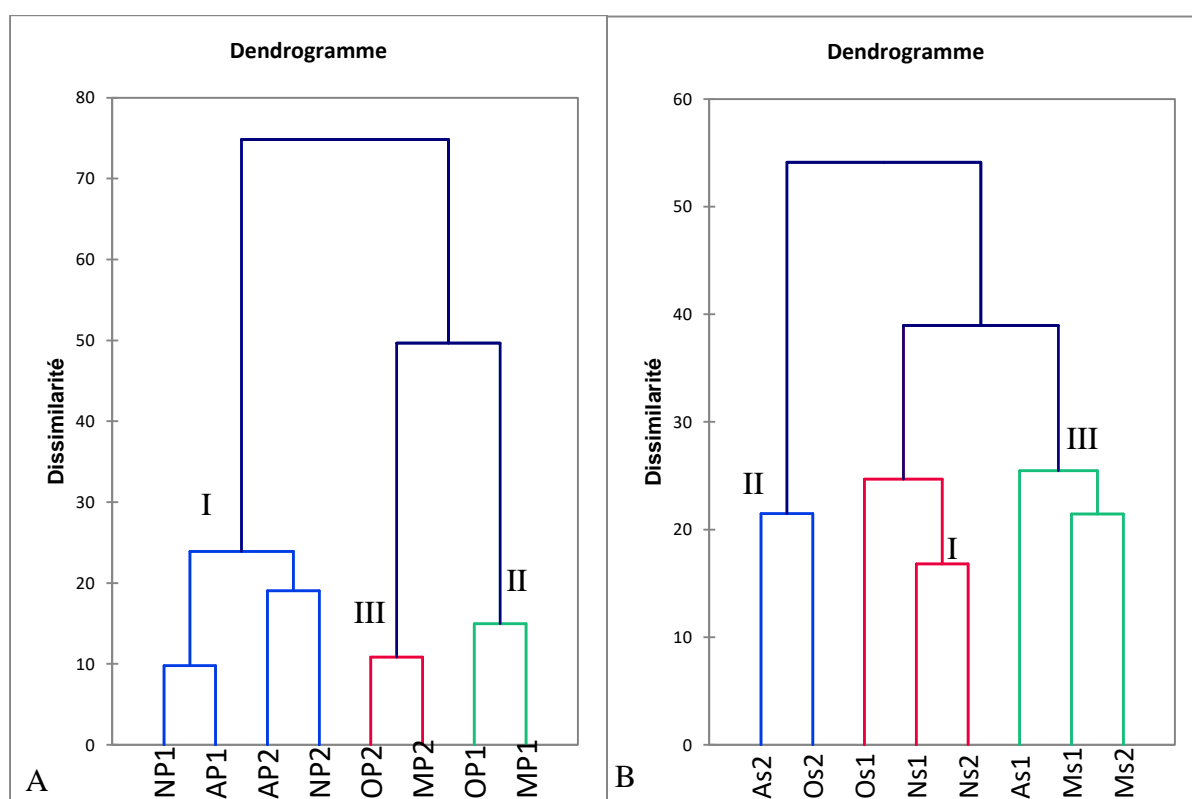 Dendrogramme
80
70
60
50
40
30
20
10
0
Dissimilarité
I
III
II
NP1
AP1
AP2
NP2
OP2
MP2
OP1
MP1
A
Dendrogramme
60
50
40
30
20
10
0
Dissimilarité
II
I
III
As2
Os2
Os1
Ns1
Ns2
As1
Ms1
Ms2
B